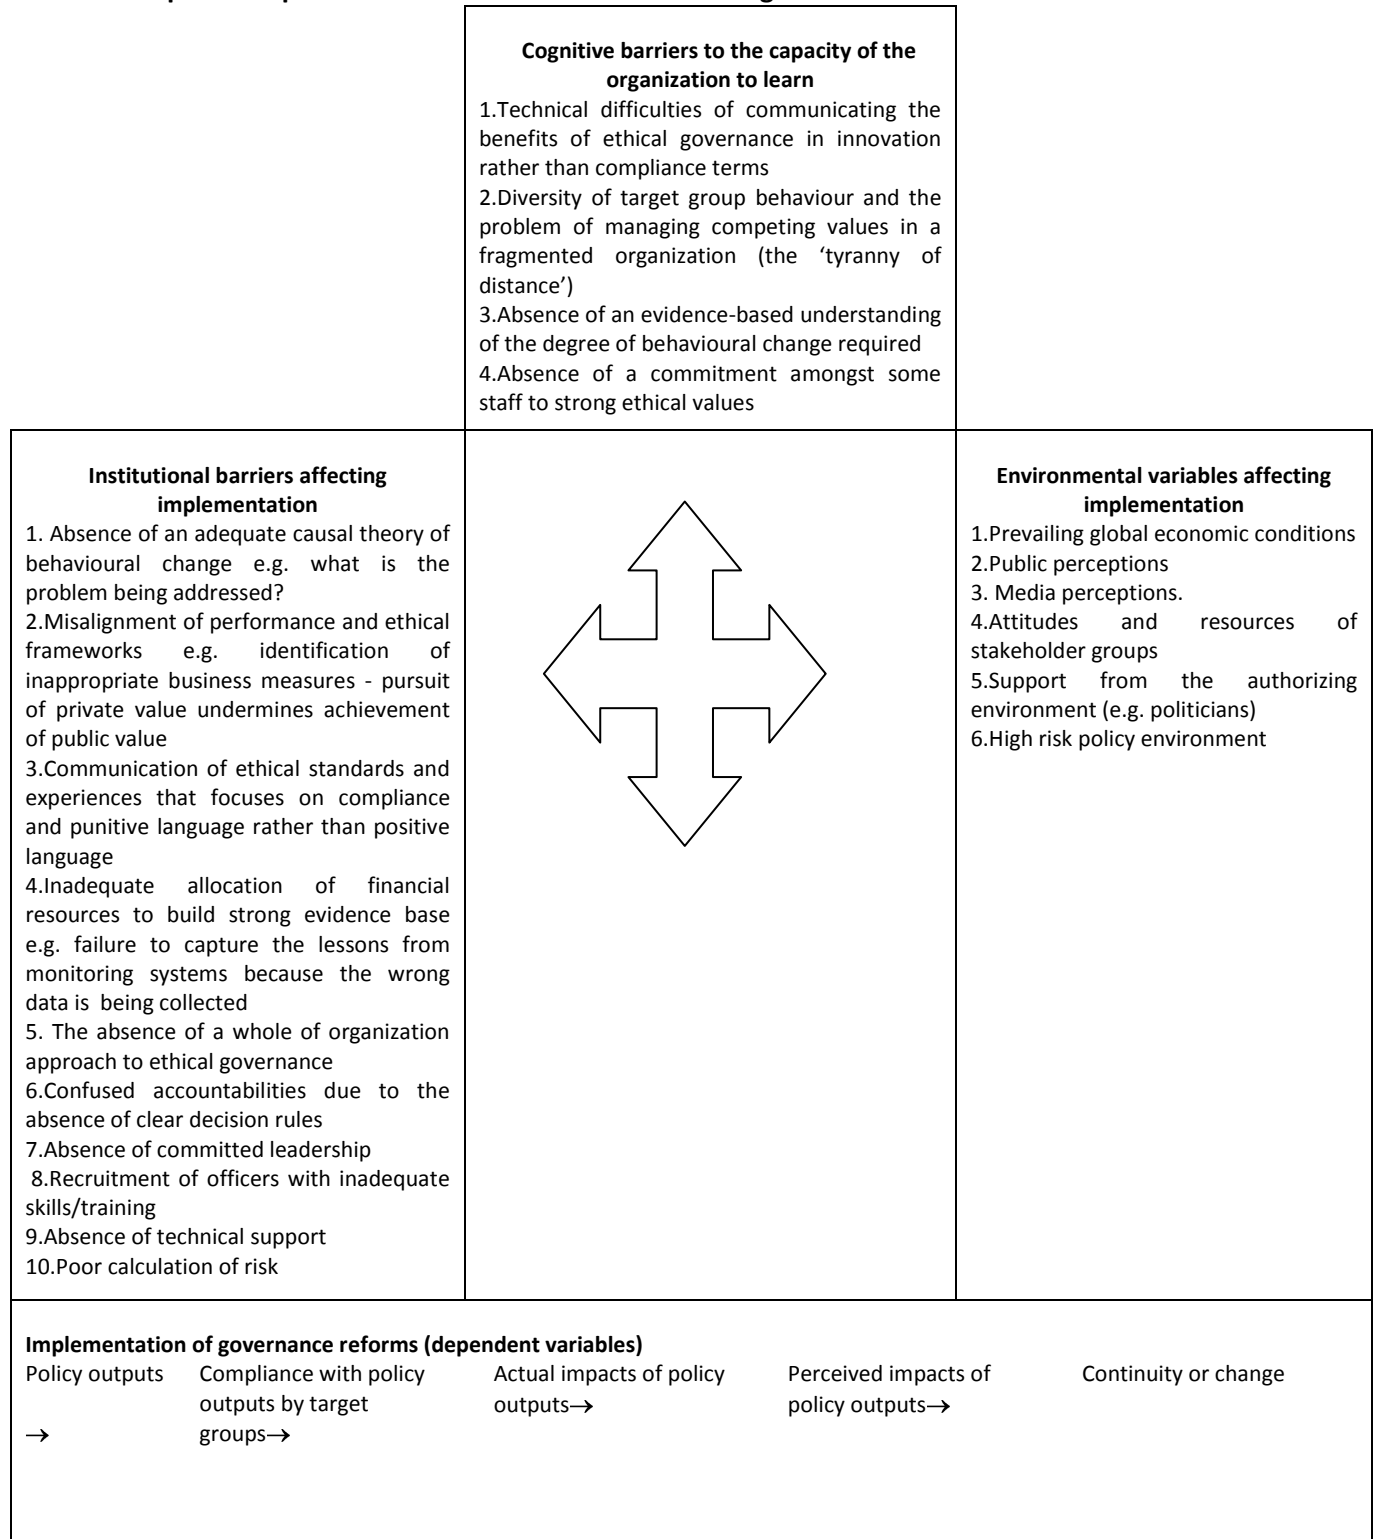 Cognitive barriers to the capacity of the
organization to learn
1.Technical difficulties of communicating the
benefits of ethical governance in innovation
rather than compliance terms
2.Diversity of target group behaviour and the
problem of managing competing values in a
fragmented organization (the ‘tyranny of
distance’)
3.Absence of an evidence-based understanding
of the degree of behavioural change required
4.Absence of a commitment amongst some
staff to strong ethical values
Institutional barriers affecting
implementation
1. Absence of an adequate causal theory of
behavioural change e.g. what is the
problem being addressed?
2.Misalignment of performance and ethical
frameworks e.g. identification of
inappropriate business measures - pursuit
of private value undermines achievement
of public value
3.Communication of ethical standards and
experiences that focuses on compliance
and punitive language rather than positive
language
4.Inadequate allocation of financial
resources to build strong evidence base
e.g. failure to capture the lessons from
monitoring systems because the wrong
data is being collected
5. The absence of a whole of organization
approach to ethical governance
6.Confused accountabilities due to the
absence of clear decision rules
7.Absence of committed leadership
8.Recruitment of officers with inadequate
skills/training
9.Absence of technical support
10.Poor calculation of risk
Environmental variables affecting
implementation
1.Prevailing global economic conditions
2.Public perceptions
3. Media perceptions.
4.Attitudes and resources of
stakeholder groups
5.Support from the authorizing
environment (e.g. politicians)
6.High risk policy environment
Implementation of governance reforms (dependent variables)
Policy outputs
→
Compliance with policy
outputs by target
groups→
Actual impacts of policy
outputs→
Perceived impacts of
policy outputs→
Continuity or change